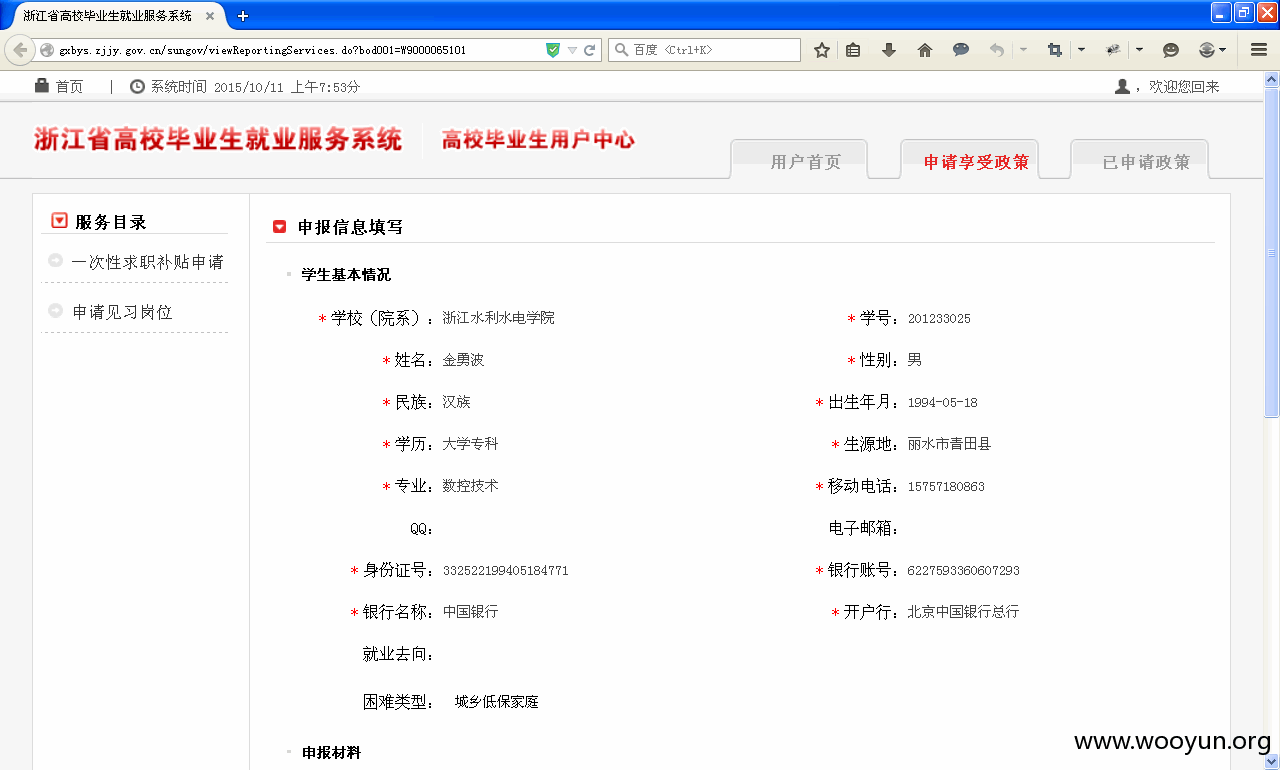 浙江省高校毕业生就业服务系统
gxbys.zjjy.gov.cn/sungov/viewReportingServices.do?bod001=W9000065101
百度 <Ctrl+K>
首页 | 系统时间 2015/10/11 上午7:53分
，欢迎您回来
浙江省高校毕业生就业服务系统 高校毕业生用户中心
用户首页 申请享受政策 已申请政策
服务目录
一次性求职补贴申请
申请见习岗位
申报信息填写
学生基本情况
* 学校（院系）：浙江水利水电学院 * 学号：201233025
* 姓名：金勇波 * 性别：男
* 民族：汉族 * 出生年月：1994-05-18
* 学历：大学专科 * 生源地：丽水市青田县
* 专业：数控技术 * 移动电话：15757180863
QQ： 电子邮箱：
* 身份证号：332522199405184771 * 银行账号：6227593360607293
* 银行名称：中国银行 * 开户行：北京中国银行总行
就业去向：
困难类型： 城乡低保家庭
申报材料
www.wooyun.org